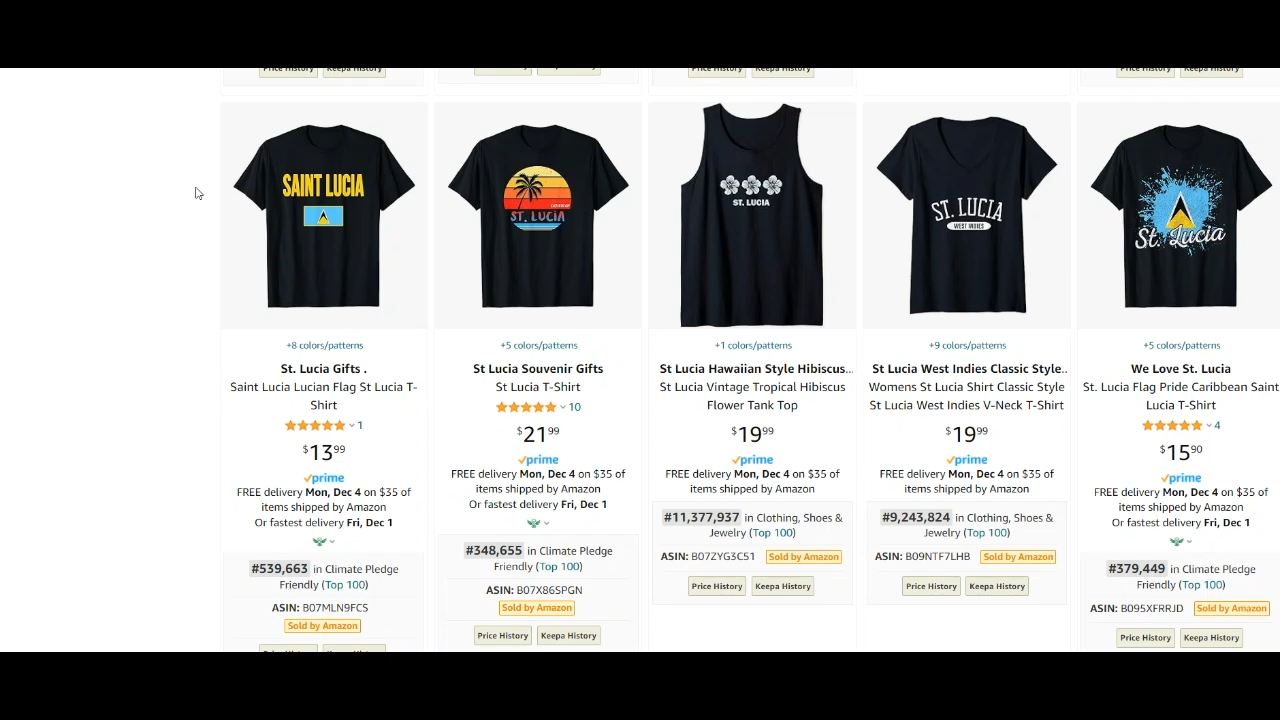 Price History Keepa History
Price History Keepa History
Price History Keepa History
SAINT LUCIA
CARIBBEAN
ST. LUCIA
ST. LUCIA
ST. LUCIA
WEST INDIES
St. Lucia
+8 colors/patterns
St. Lucia Gifts .
Saint Lucia Lucian Flag St Lucia T-
Shirt
1
$13.99
prime
FREE delivery Mon, Dec 4 on $35 of
items shipped by Amazon
Or fastest delivery Fri, Dec 1
#539,663 in Climate Pledge
Friendly (Top 100)
ASIN: B07MLN9FCS
Sold by Amazon
+5 colors/patterns
St Lucia Souvenir Gifts
St Lucia T-Shirt
10
$21.99
prime
FREE delivery Mon, Dec 4 on $35 of
items shipped by Amazon
Or fastest delivery Fri, Dec 1
#348,655 in Climate Pledge
Friendly (Top 100)
ASIN: B07X86SPGN
Sold by Amazon
Price History Keepa History
+1 colors/patterns
St Lucia Hawaiian Style Hibiscus...
St Lucia Vintage Tropical Hibiscus
Flower Tank Top
$19.99
prime
FREE delivery Mon, Dec 4 on $35 of
items shipped by Amazon
#11,377,937 in Clothing, Shoes &
Jewelry (Top 100)
ASIN: B07ZYG3C51 Sold by Amazon
Price History Keepa History
+9 colors/patterns
St Lucia West Indies Classic Style..
Womens St Lucia Shirt Classic Style
St Lucia West Indies V-Neck T-Shirt
$19.99
prime
FREE delivery Mon, Dec 4 on $35 of
items shipped by Amazon
#9,243,824 in Clothing, Shoes &
Jewelry (Top 100)
ASIN: B09NTF7LHB Sold by Amazon
Price History Keepa History
+5 colors/patterns
We Love St. Lucia
St. Lucia Flag Pride Caribbean Saint
Lucia T-Shirt
4
$15.90
prime
FREE delivery Mon, Dec 4 on $35 of
items shipped by Amazon
Or fastest delivery Fri, Dec 1
#379,449 in Climate Pledge
Friendly (Top 100)
ASIN: B095XFRRJD Sold by Amazon
Price History Keepa History